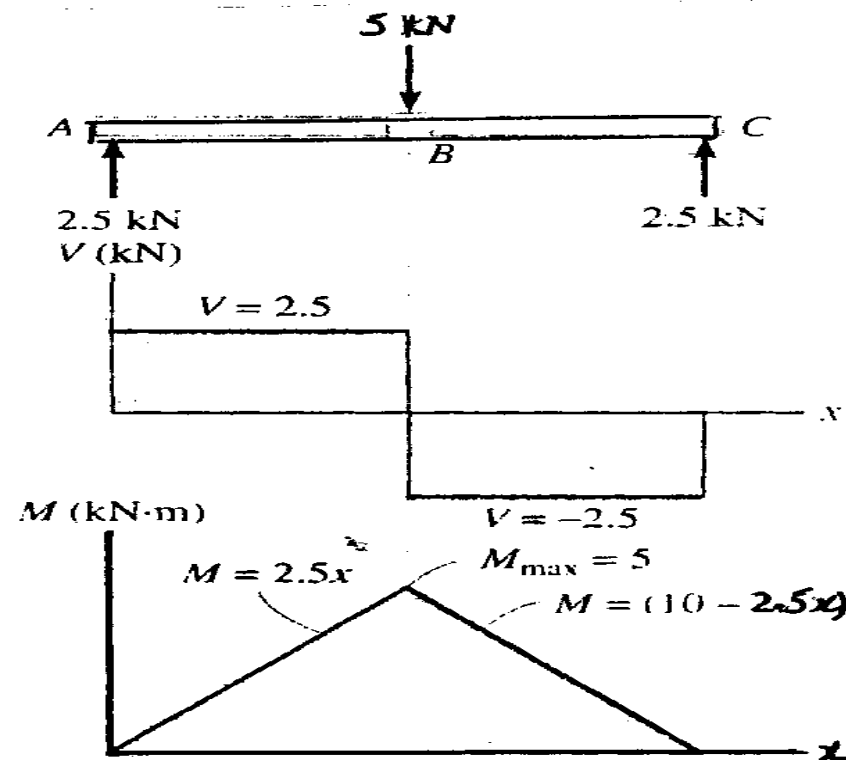 5 kN
A
B
C
2.5 kN
2.5 kN
V (kN)
V = 2.5
x
V = −2.5
M (kN·m)
M = 2.5x
M_max = 5
M = (10 − 2.5x)
x